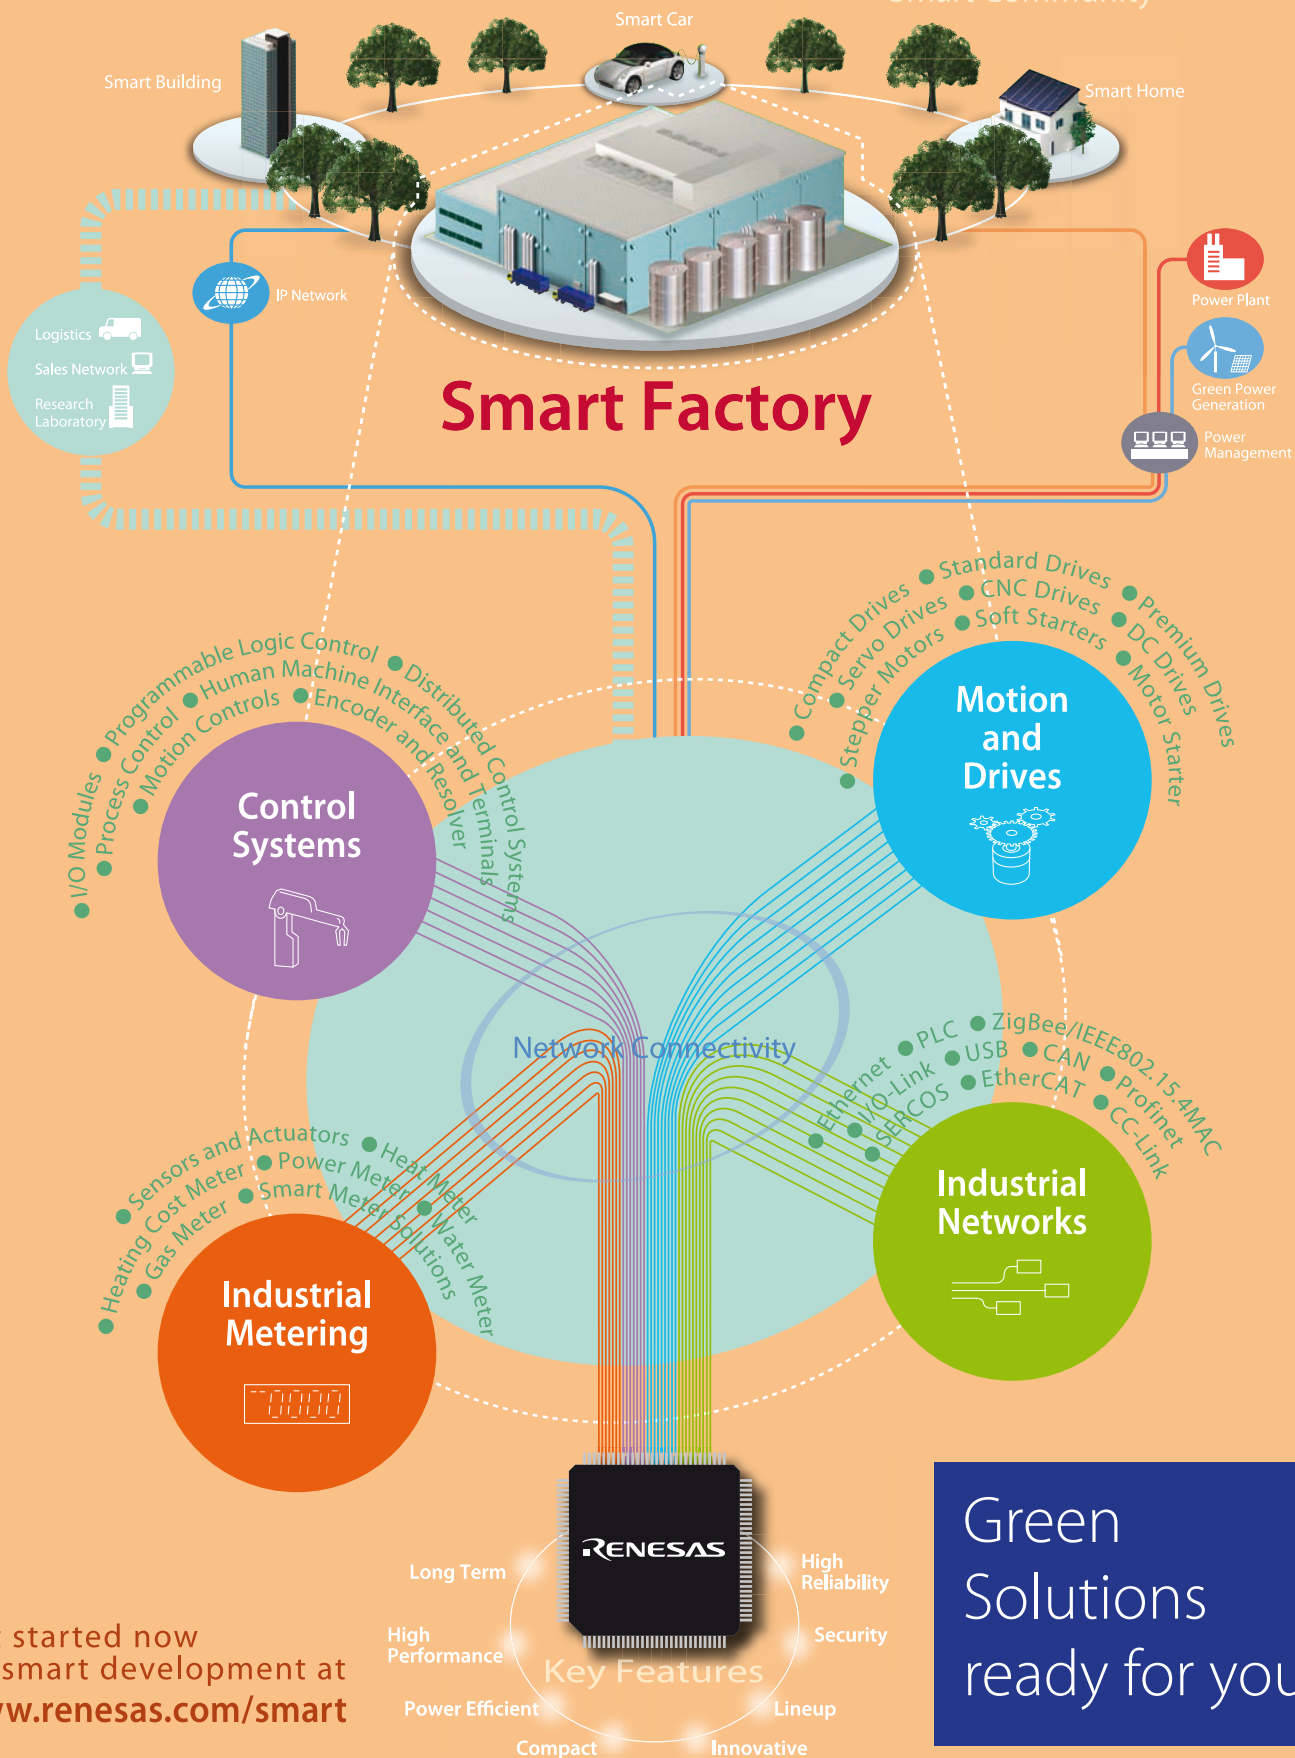 Smart Community
Smart Car
Smart Building
Smart Home
IP Network
Logistics
Sales Network
Research
Laboratory
Power Plant
Green Power
Generation
Power
Management
Smart Factory
● I/O Modules ● Programmable Logic Control ● Distributed Control Systems
● Process Control ● Human Machine Interface and Terminals
● Motion Controls ● Encoder and Resolver
Control
Systems
● Compact Drives ● Standard Drives ● Premium Drives
● Servo Drives ● CNC Drives ● DC Drives
● Stepper Motors ● Soft Starters ● Motor Starter
Motion
and
Drives
Network Connectivity
● Ethernet ● PLC ● ZigBee/IEEE802.15.4MAC
● I/O-Link ● USB ● CAN ● Profinet
● SERCOS ● EtherCAT ● CC-Link
Industrial
Networks
● Sensors and Actuators ● Heat Meter
● Heating Cost Meter ● Power Meter ● Water Meter
● Gas Meter ● Smart Meter Solutions
Industrial
Metering
RENESAS
Long Term
High
Performance
Power Efficient
Compact
Innovative
Lineup
Security
High
Reliability
Key Features
started now
smart development at
w.renesas.com/smart
Green
Solutions
ready for you